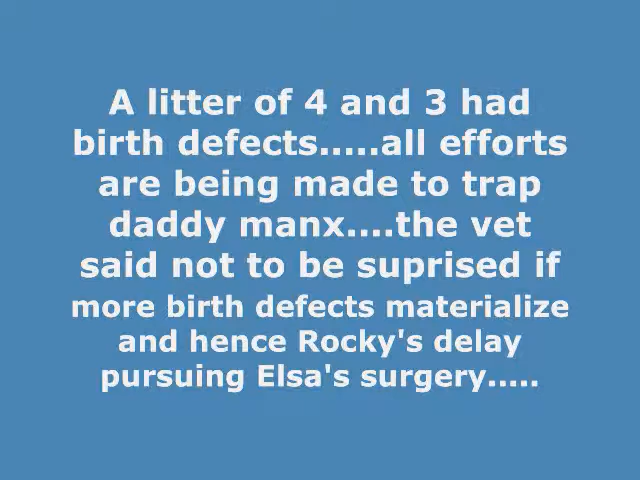 A litter of 4 and 3 had
birth defects.....all efforts
are being made to trap
daddy manx....the vet
said not to be suprised if
more birth defects materialize
and hence Rocky's delay
pursuing Elsa's surgery.....